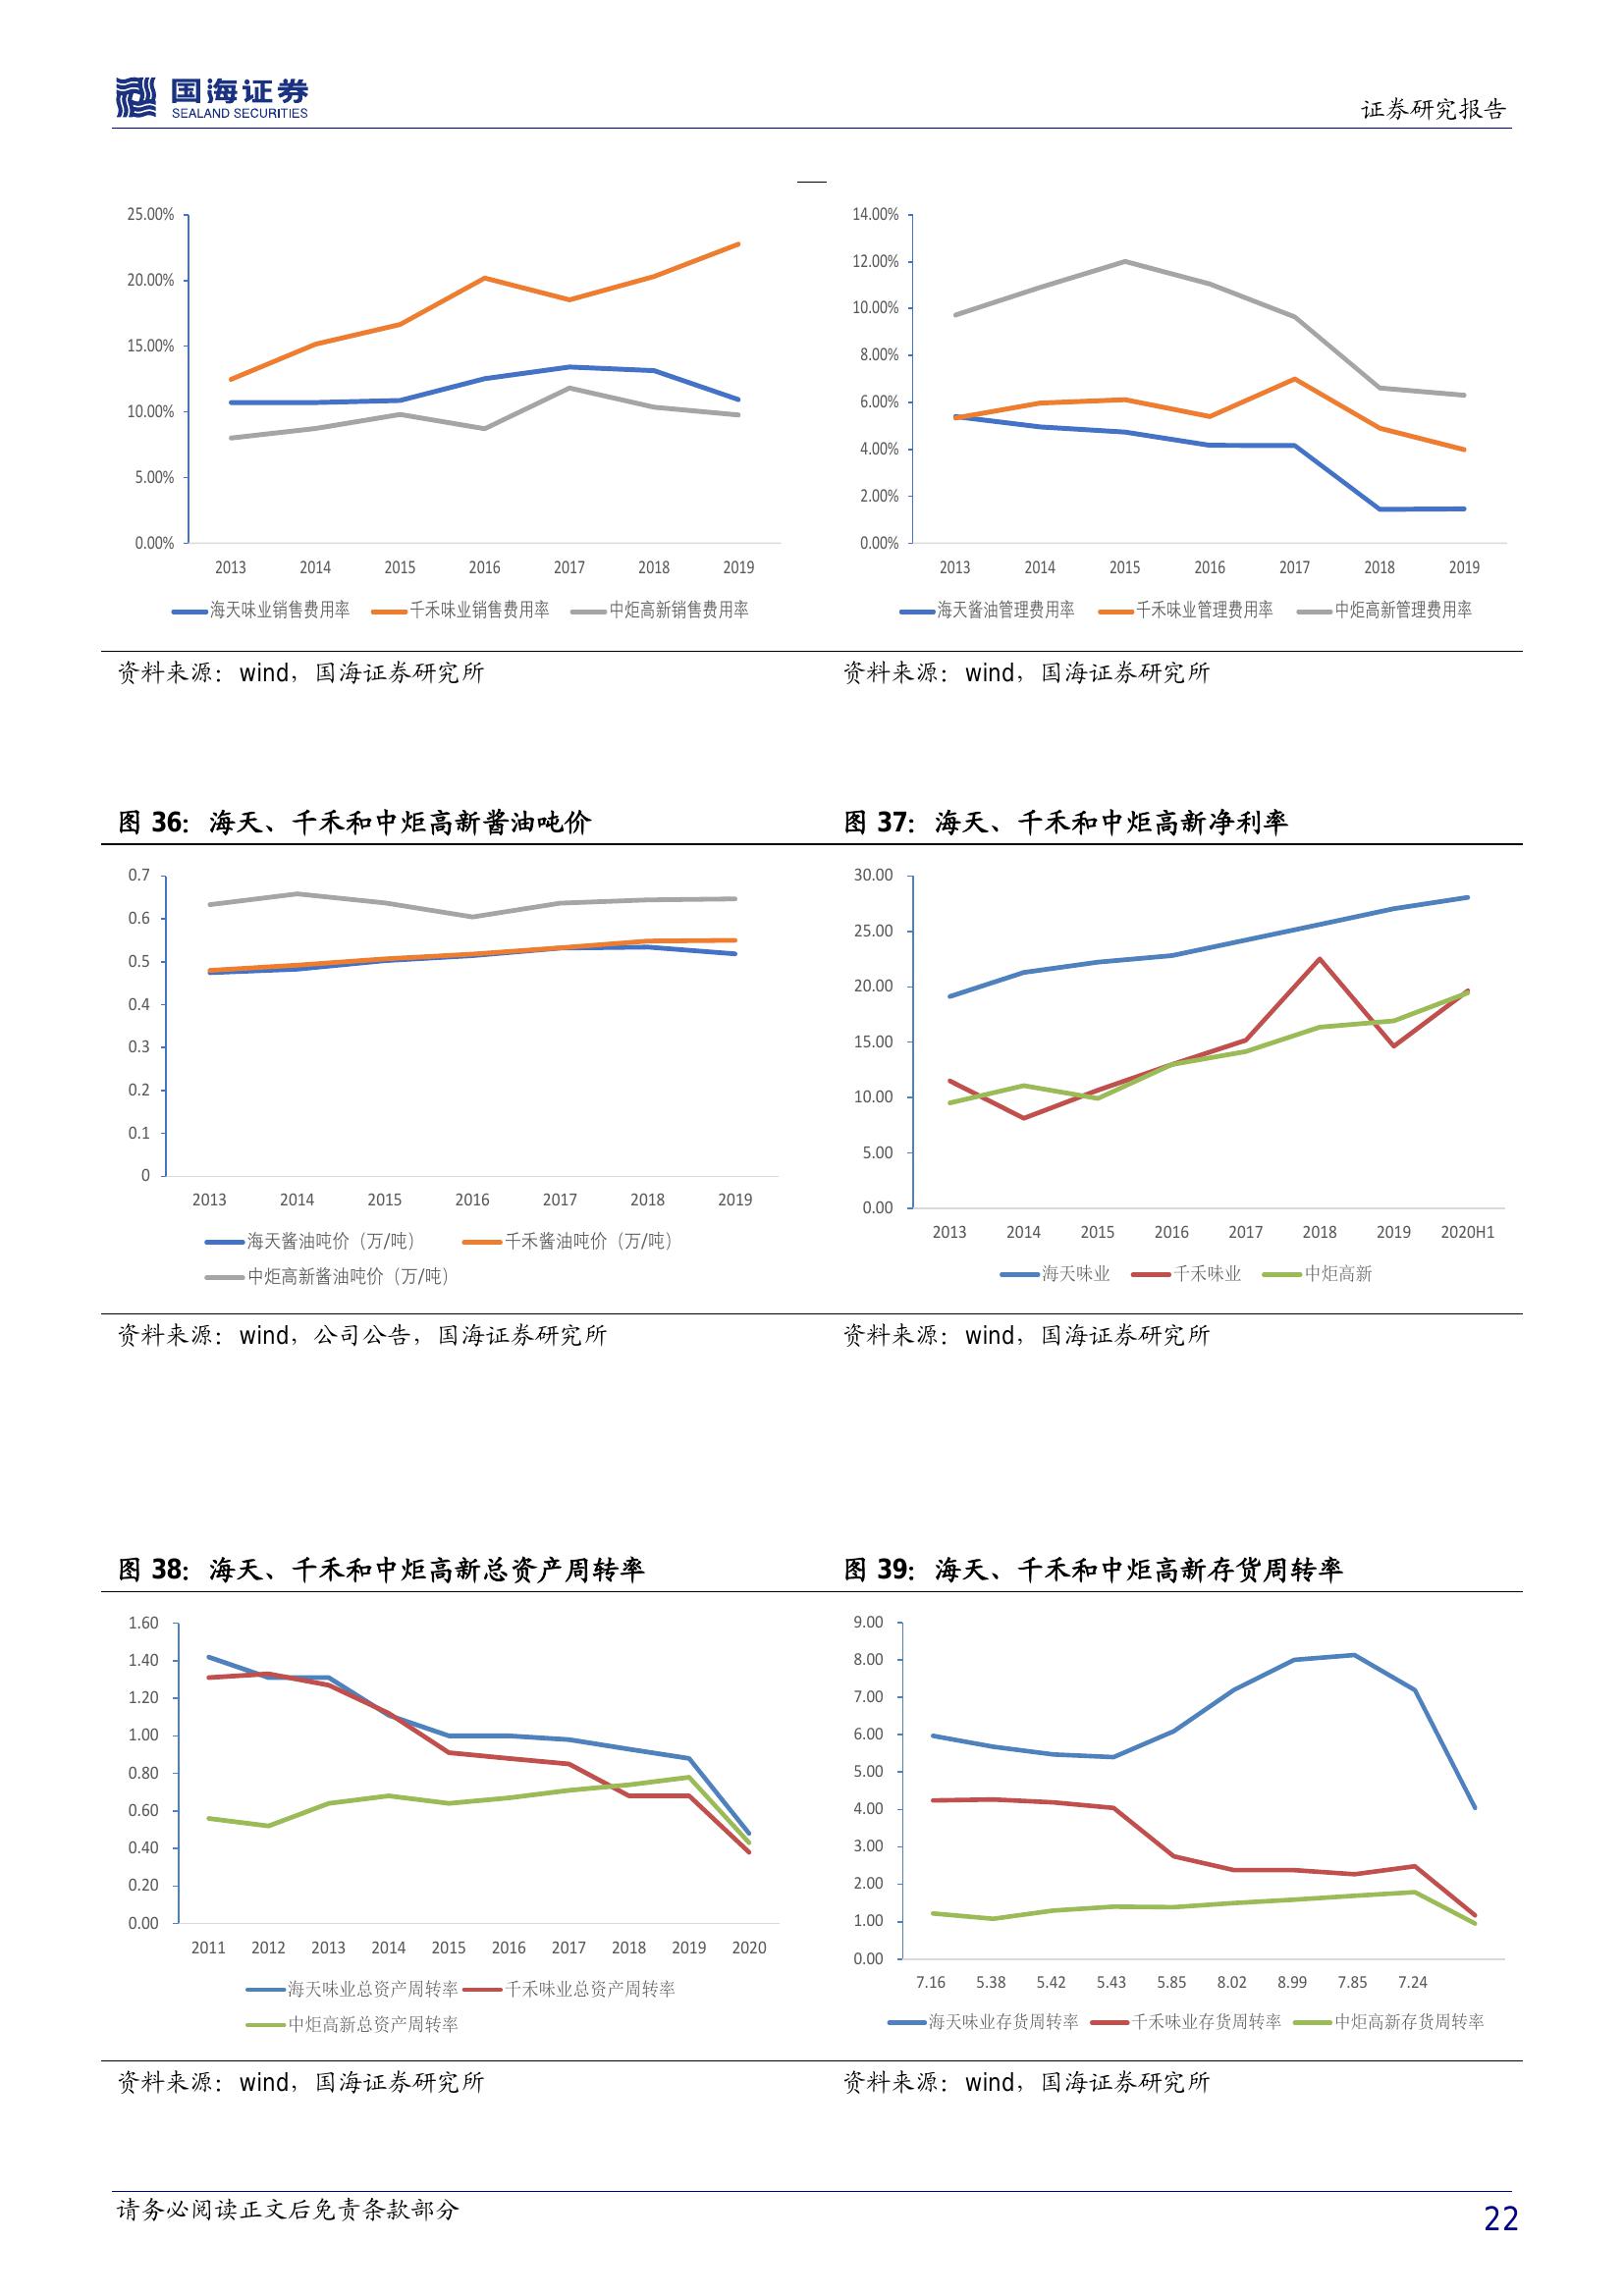 国海证券
SEALAND SECURITIES
证券研究报告
25.00%
20.00%
15.00%
10.00%
5.00%
0.00%
2013 2014 2015 2016 2017 2018 2019
海天味业销售费用率 千禾味业销售费用率 中炬高新销售费用率
14.00%
12.00%
10.00%
8.00%
6.00%
4.00%
2.00%
0.00%
2013 2014 2015 2016 2017 2018 2019
海天酱油管理费用率 千禾味业管理费用率 中炬高新管理费用率
资料来源：wind，国海证券研究所
资料来源：wind，国海证券研究所
图 36：海天、千禾和中炬高新酱油吨价
0.7
0.6
0.5
0.4
0.3
0.2
0.1
0
2013 2014 2015 2016 2017 2018 2019
海天酱油吨价（万/吨） 千禾酱油吨价（万/吨）
中炬高新酱油吨价（万/吨）
资料来源：wind，公司公告，国海证券研究所
图 37：海天、千禾和中炬高新净利率
30.00
25.00
20.00
15.00
10.00
5.00
0.00
2013 2014 2015 2016 2017 2018 2019 2020H1
海天味业 千禾味业 中炬高新
资料来源：wind，国海证券研究所
图 38：海天、千禾和中炬高新总资产周转率
1.60
1.40
1.20
1.00
0.80
0.60
0.40
0.20
0.00
2011 2012 2013 2014 2015 2016 2017 2018 2019 2020
海天味业总资产周转率 千禾味业总资产周转率
中炬高新总资产周转率
资料来源：wind，国海证券研究所
图 39：海天、千禾和中炬高新存货周转率
9.00
8.00
7.00
6.00
5.00
4.00
3.00
2.00
1.00
0.00
7.16 5.38 5.42 5.43 5.85 8.02 8.99 7.85 7.24
海天味业存货周转率 千禾味业存货周转率 中炬高新存货周转率
资料来源：wind，国海证券研究所
请务必阅读正文后免责条款部分
22